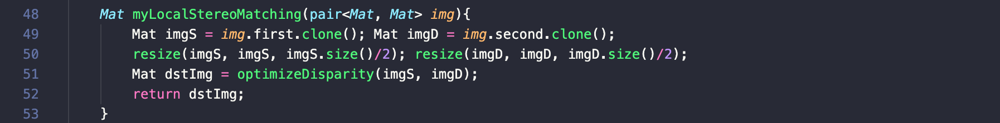 48 Mat myLocalStereoMatching(pair<Mat, Mat> img){
49 Mat imgS = img.first.clone(); Mat imgD = img.second.clone();
50 resize(imgS, imgS, imgS.size()/2); resize(imgD, imgD, imgD.size()/2);
51 Mat dstImg = optimizeDisparity(imgS, imgD);
52 return dstImg;
53 }